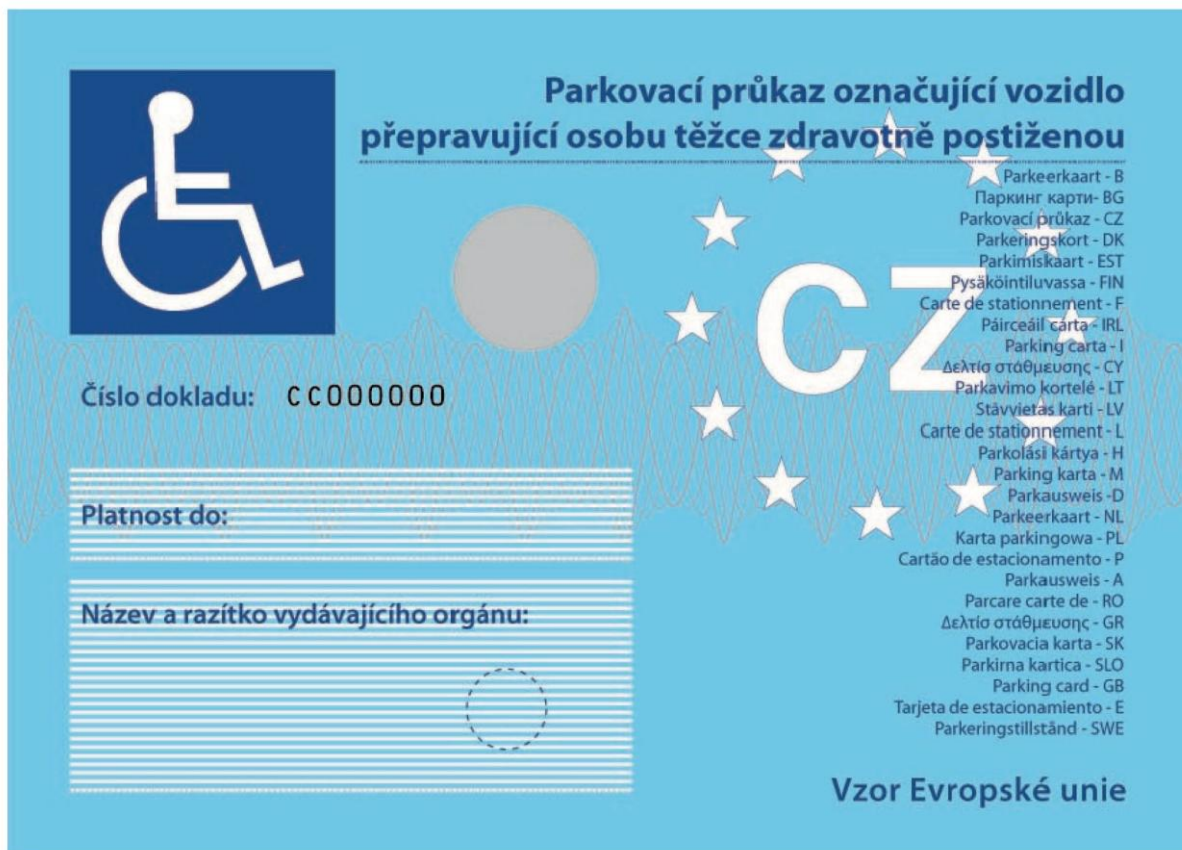 Parkovací průkaz označující vozidlo
přepravující osobu těžce zdravotně postiženou
Parkeerkaart - B
Паркинг карти- BG
Parkovací průkaz - CZ
Parkeringskort - DK
Parkimiskaart - EST
Pysäköintiluvassa - FIN
Carte de stationnement - F
Páirceáil cárta - IRL
Parking carta - I
Δελτίς στάθμευσης - CY
Parkavimo kortelé - LT
Stāvvietas karti - LV
Carte de stationnement - L
Parkolási kártya - H
Parking karta - M
Parkausweis -D
Parkeerkaart - NL
Karta parkingowa - PL
Cartão de estacionamento - P
Parkausweis - A
Parcare carte de - RO
Δελτίς στάθμευσης - GR
Parkovacia karta - SK
Parkirna kartica - SLO
Parking card - GB
Tarjeta de estacionamiento - E
Parkeringstillstånd - SWE
CZ
Číslo dokladu: CC000000
Platnost do:
Název a razítko vydávajícího orgánu:
Vzor Evropské unie